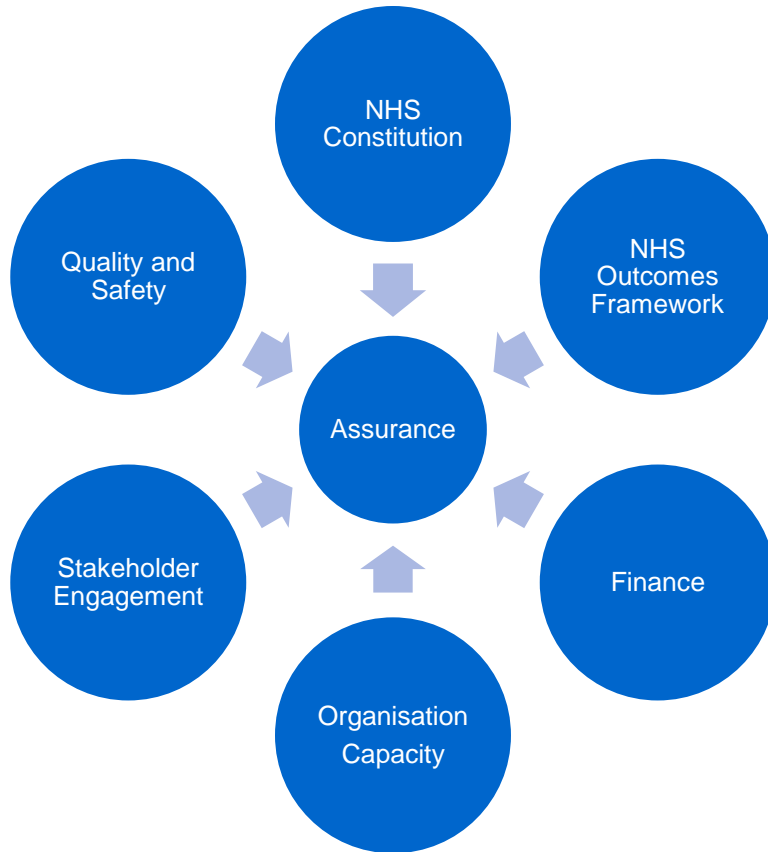 NHS
Constitution
NHS
Outcomes
Framework
Finance
Organisation
Capacity
Stakeholder
Engagement
Quality and
Safety
Assurance